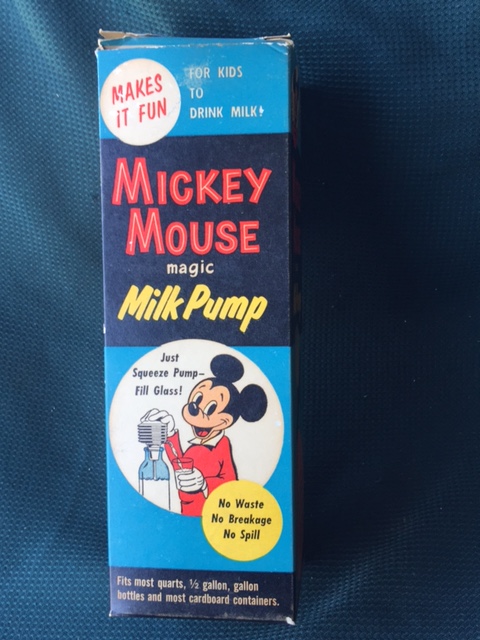 MAKES
iT FUN
FOR KIDS
TO
DRINK MILK!
MICKEY
MOUSE
magic
Milk Pump
Just
Squeeze Pump–
Fill Glass!
No Waste
No Breakage
No Spill
Fits most quarts, ½ gallon, gallon
bottles and most cardboard containers.